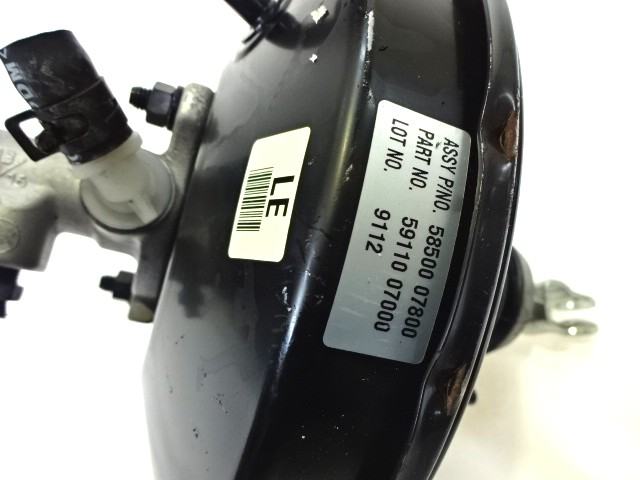 LE
ASSY P/NO. 58500 07800
PART NO. 59110 07000
LOT NO. 9112